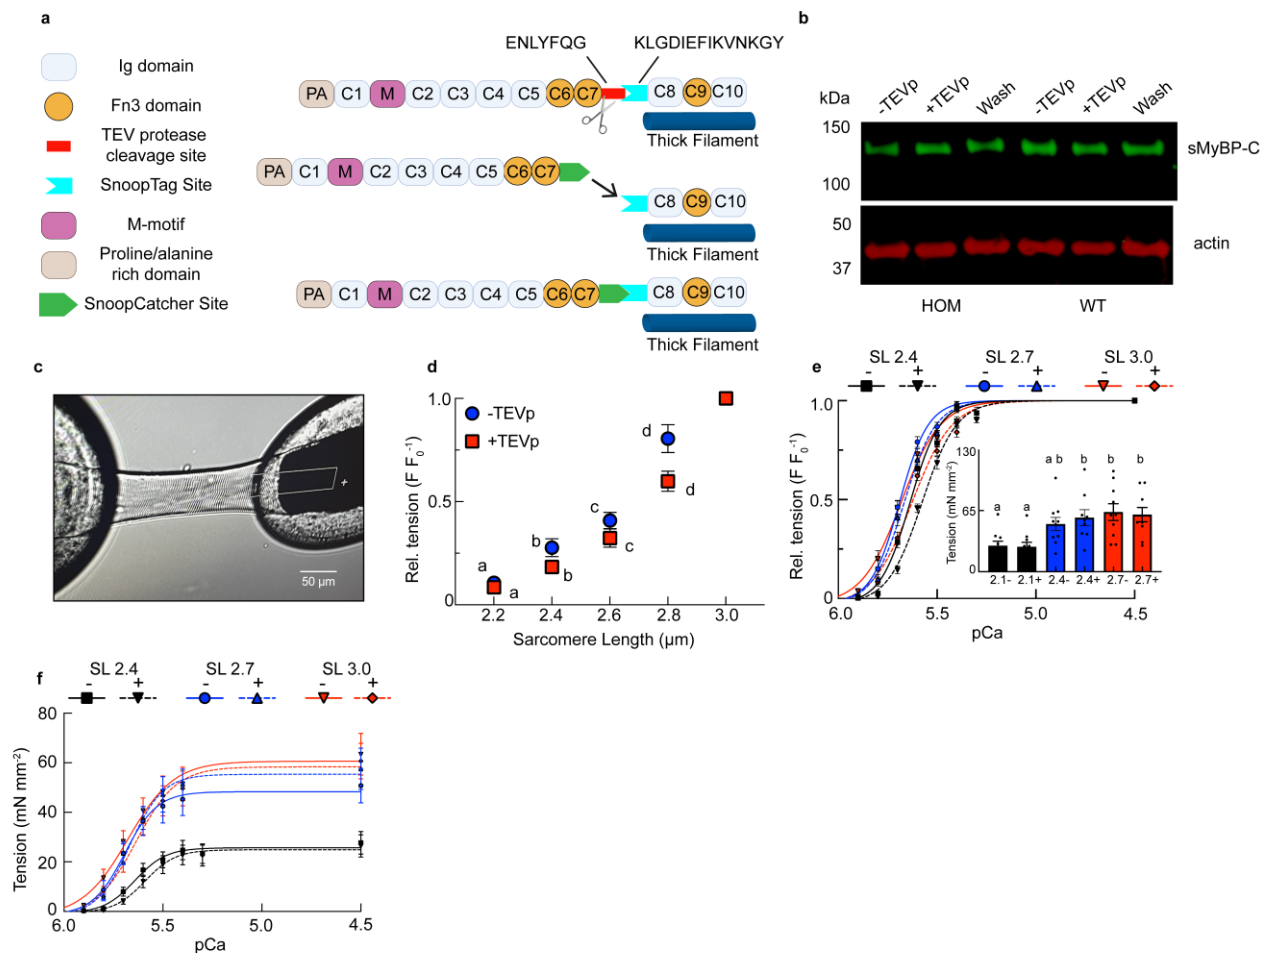 a
ENLYFQG
KLGDIEFIKVNKGY
Ig domain
Fn3 domain
TEV protease
cleavage site
SnoopTag Site
M-motif
Proline/alanine
rich domain
SnoopCatcher Site
PA C1 M C2 C3 C4 C5 C6 C7 C8 C9 C10
Thick Filament
PA C1 M C2 C3 C4 C5 C6 C7
C8 C9 C10
Thick Filament
PA C1 M C2 C3 C4 C5 C6 C7 C8 C9 C10
Thick Filament
b
kDa
-TEVp +TEVp Wash -TEVp +TEVp Wash
150
100
sMyBP-C
50
37
actin
HOM WT
c
50 µm
d
-TEVp
+TEVp
Rel. tension (F F0-1)
1.0
0.5
0
a
a
b
b
c
c
d
d
2.2 2.4 2.6 2.8 3.0
Sarcomere Length (µm)
e
SL 2.4 SL 2.7 SL 3.0
- + - + - +
Rel. tension (F F0-1)
1.0
0.5
0
6.0 5.5 5.0 4.5
pCa
Tension (mN mm-2)
130
65
0
a a a b b b b
2.1- 2.1+ 2.4- 2.4+ 2.7- 2.7+
f
SL 2.4 SL 2.7 SL 3.0
- + - + - +
Tension (mN mm-2)
80
60
40
20
0
6.0 5.5 5.0 4.5
pCa